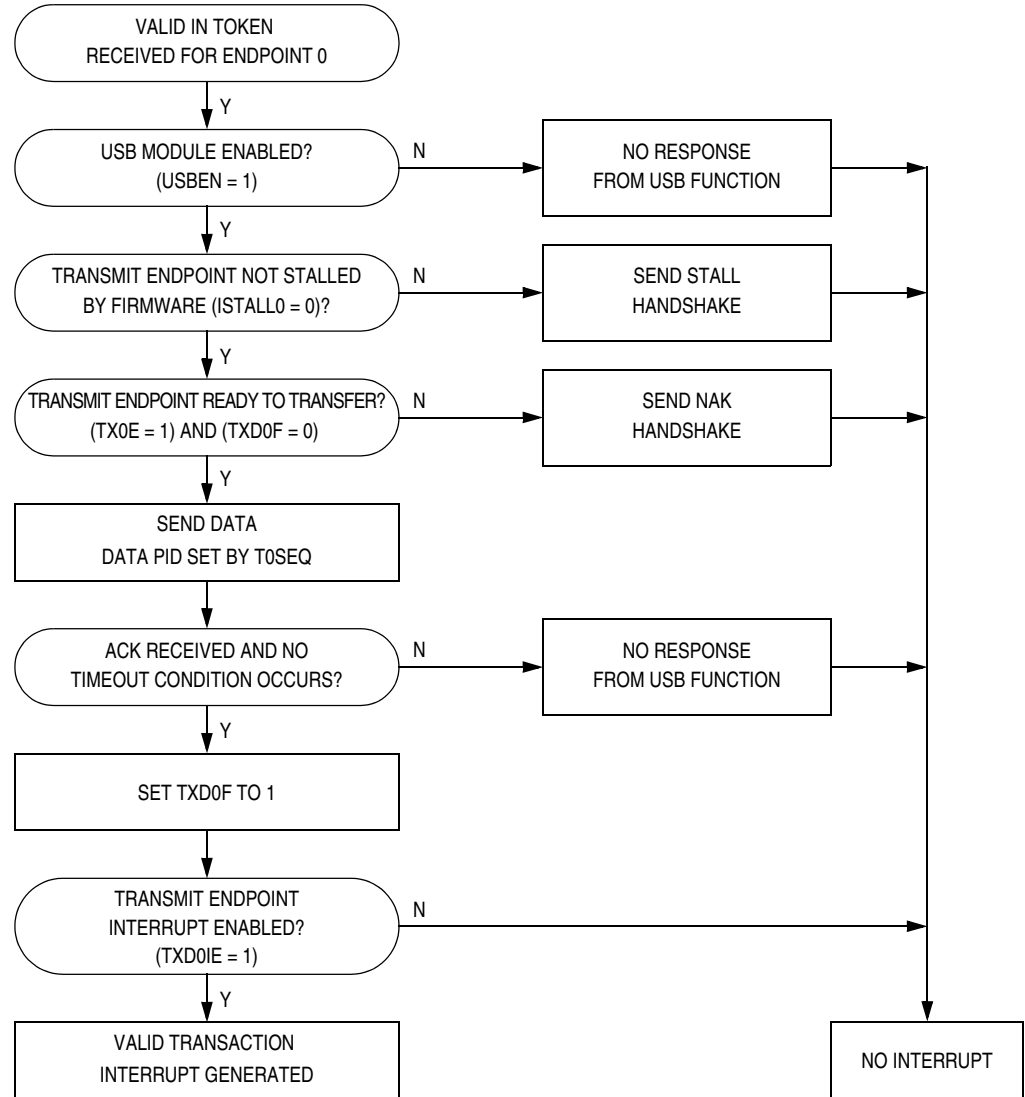 VALID IN TOKEN
RECEIVED FOR ENDPOINT 0
Y
USB MODULE ENABLED?
(USBEN = 1)
N
NO RESPONSE
FROM USB FUNCTION
Y
TRANSMIT ENDPOINT NOT STALLED
BY FIRMWARE (ISTALL0 = 0)?
N
SEND STALL
HANDSHAKE
Y
TRANSMIT ENDPOINT READY TO TRANSFER?
(TX0E = 1) AND (TXD0F = 0)
N
SEND NAK
HANDSHAKE
Y
SEND DATA
DATA PID SET BY T0SEQ
ACK RECEIVED AND NO
TIMEOUT CONDITION OCCURS?
N
NO RESPONSE
FROM USB FUNCTION
Y
SET TXD0F TO 1
TRANSMIT ENDPOINT
INTERRUPT ENABLED?
(TXD0IE = 1)
N
Y
VALID TRANSACTION
INTERRUPT GENERATED
NO INTERRUPT